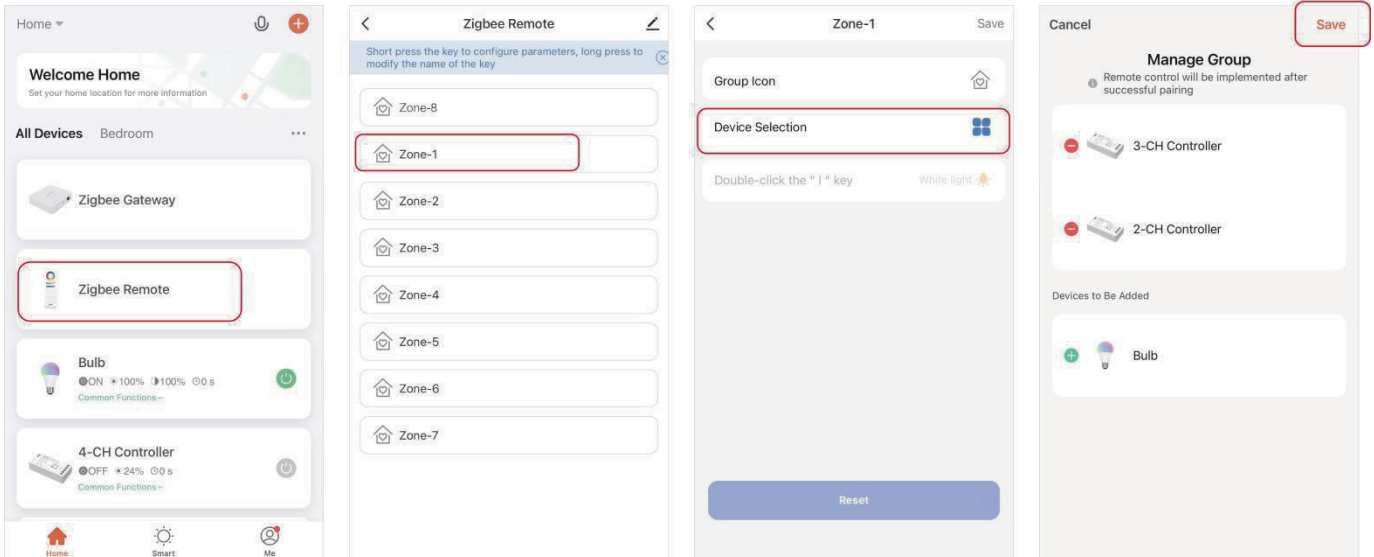 Home
Welcome Home
Set your home location for more information
All Devices Bedroom ...
Zigbee Gateway
Zigbee Remote
Bulb
ON 100% 100% 0 s
Common Functions
4-CH Controller
OFF 24% 0 s
Common Functions
Home Smart Me
Zigbee Remote
Short press the key to configure parameters, long press to
modify the name of the key
Zone-8
Zone-1
Zone-2
Zone-3
Zone-4
Zone-5
Zone-6
Zone-7
Zone-1 Save
Group Icon
Device Selection
Double-click the " I " key White light
Reset
Cancel Save
Manage Group
Remote control will be implemented after
successful pairing
3-CH Controller
2-CH Controller
Devices to Be Added
Bulb